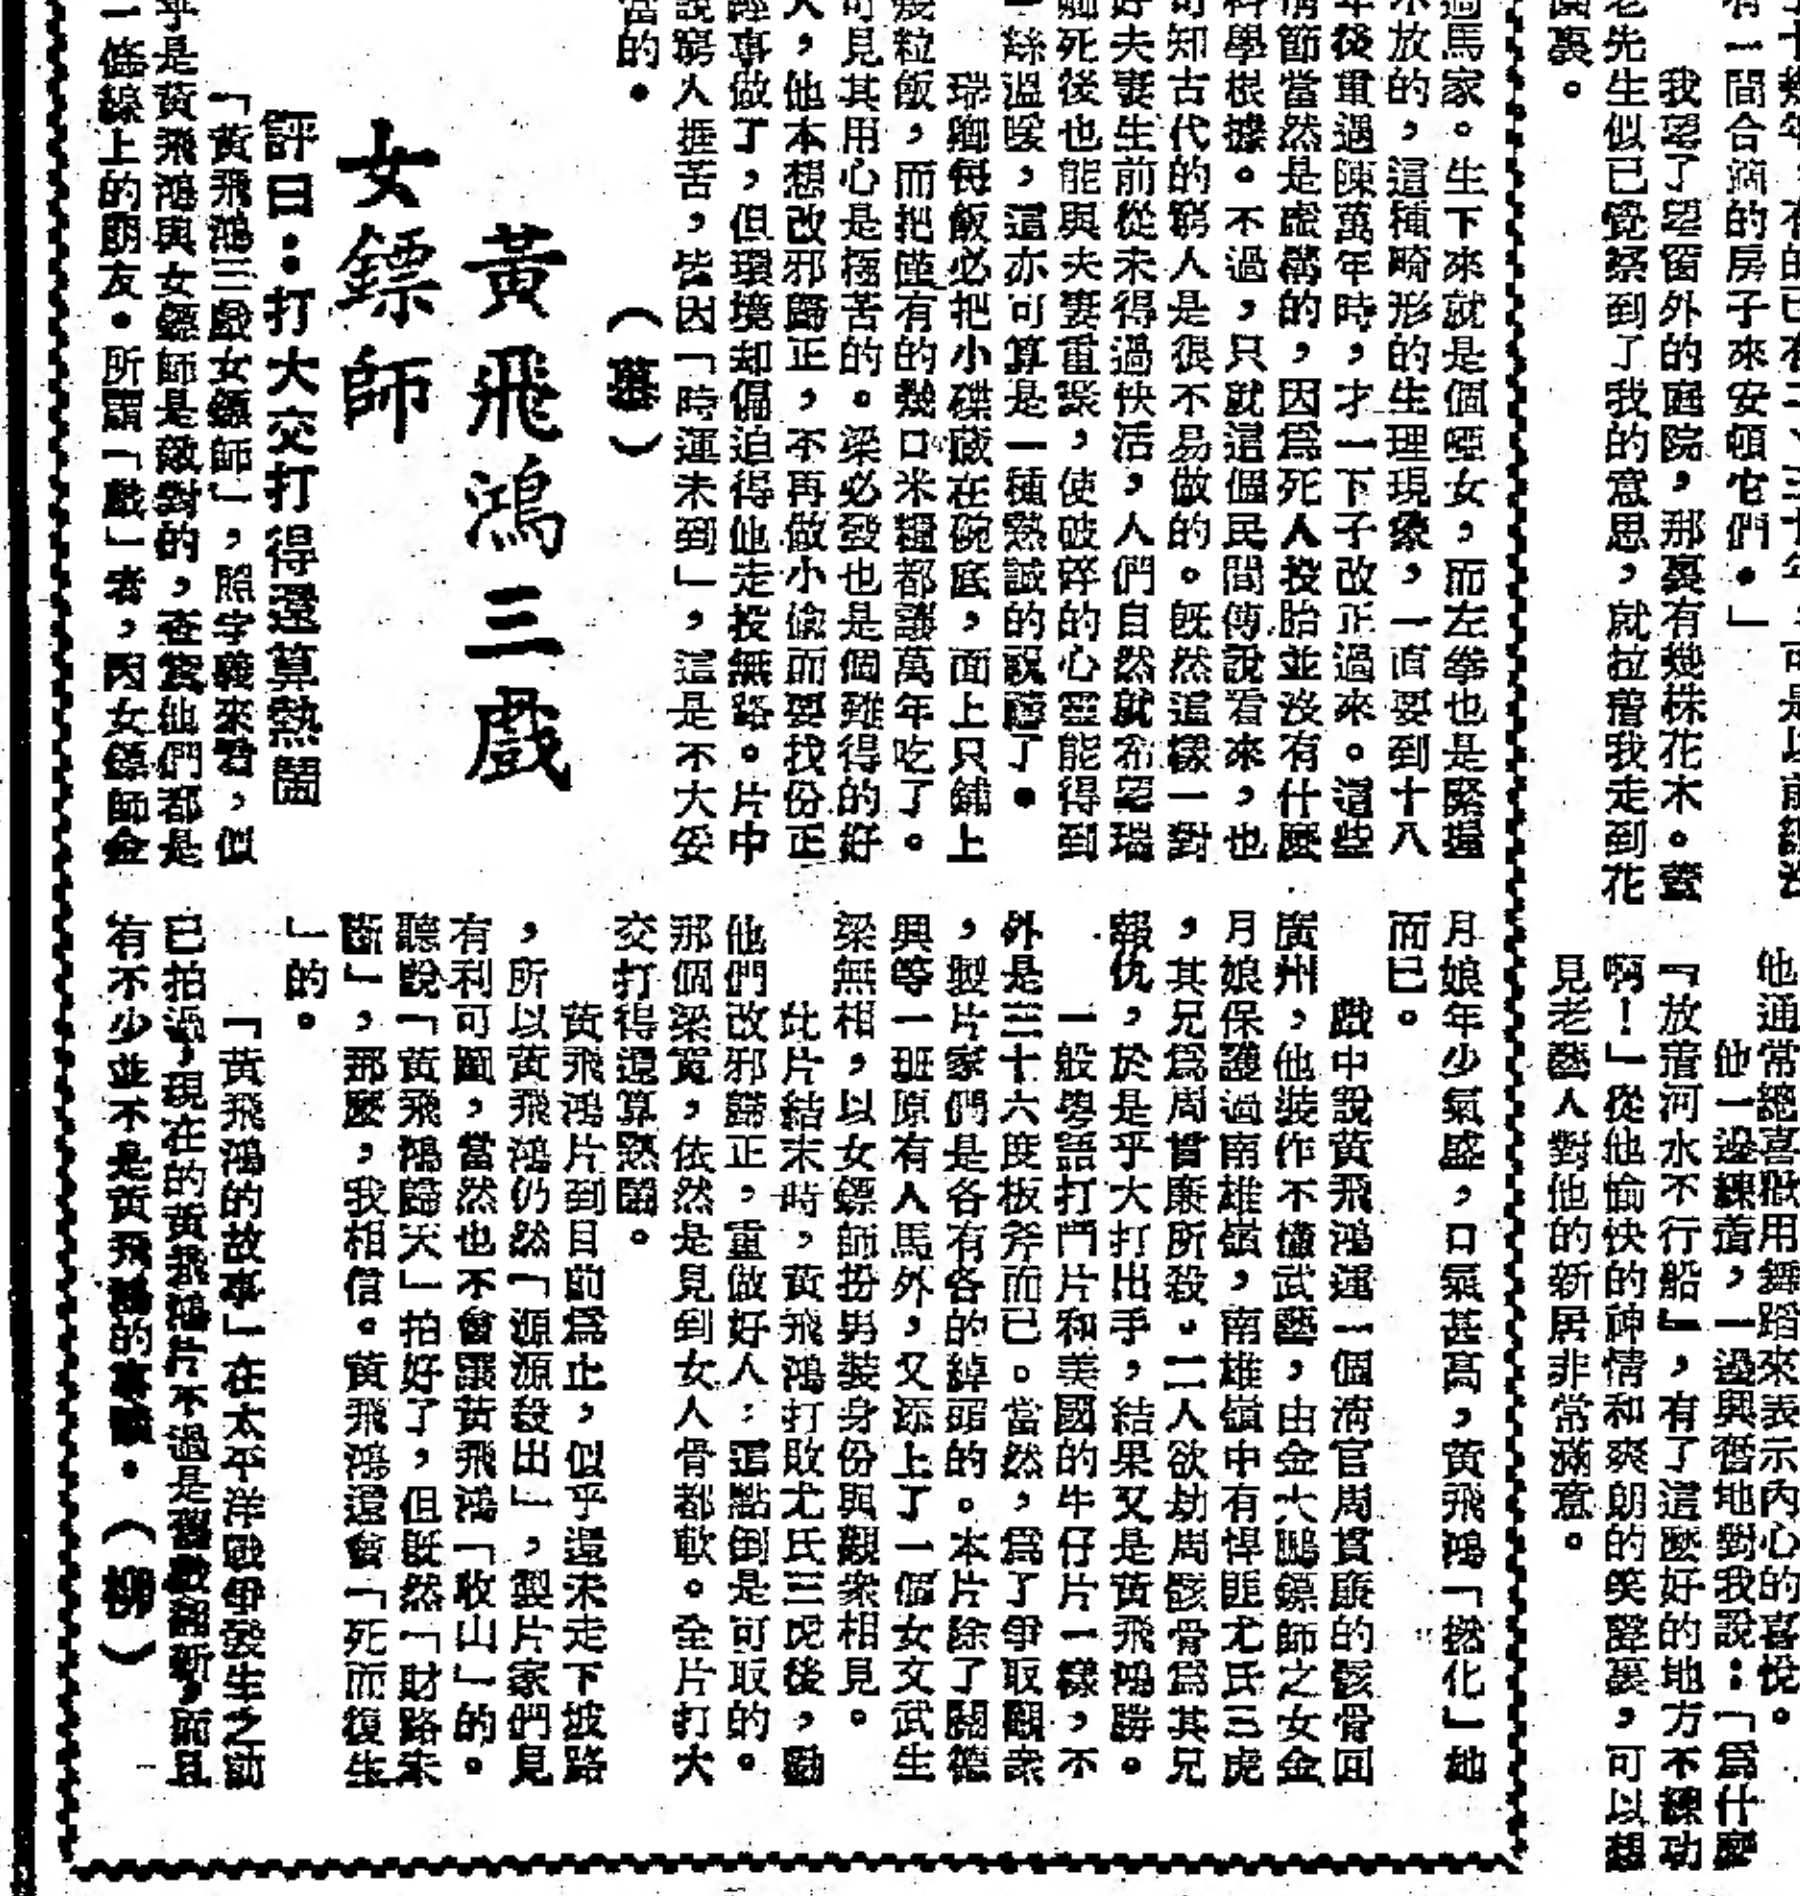 十幾年，有的已有二、三十年，可是以前總沒
有一間合適的房子來安頓它們．」
我望了望窗外的庭院，那裏有幾株花木。蓋
老先生似已覺察到了我的意思，就拉着我走到花
園裏。
他通常總喜歡用舞蹈來表示內心的喜悅。
他一邊練着，一邊興奮地對我說：「爲什麼
『放着河水不行船』，有了這麼好的地方不練功
啊！」從他愉快的神情和爽朗的笑聲裏，可以想
見老藝人對他的新居非常滿意。
過馬家。生下來就是個啞女，而左拳也是緊握
不放的，這種畸形的生理現象，一直要到十八
年後重遇陳萬年時，才一下子改正過來。這些
情節當然是虛構的，因爲死人投胎並沒有什麼
科學根據。不過，只就這個民間傳說看來，也
可知古代的窮人是很不易做的。旣然這樣一對
好夫妻生前從未得過快活，人們自然就希望瑞
死後也能與夫妻重聚，使破碎的心靈能得到
一絲溫暖，這亦可算是一種熱誠的祝禱了．
瑞卿每飯必把小碟藏在碗底，面上只鋪上
幾粒飯，而把僅有的幾口米糧都讓萬年吃了。
可見其用心是極苦的。梁必發也是個難得的好
人，他本想改邪歸正，不再做小偷而要找份正
經事做了，但環境却偪迫得他走投無路。片中
說窮人捱苦，皆因「時運未到」，這是不大妥
當的．
黃飛鴻三戲
女鏢師
評曰：打大交打得還算熱鬧
「黃飛鴻三戲女鏢師」，照字義來看，似
乎是黃飛鴻與女鏢師是敵對的，查實他們都是
一條線上的朋友．所謂「戲」者，因女鏢師金
月娘年少氣盛，口氣甚高，黃飛鴻「撚化」她
而已。
戲中說黃飛鴻運一個淸官周貫廉的骸骨回
廣州，他裝作不懂武藝，由金大鵬鏢師之女金
月娘保護過南雄嶺，南雄嶺中有悍匪尤氏三虎
，其兄爲周貫廉所殺．二人欲劫周骸骨爲其兄
報仇，於是乎大打出手，結果又是黃飛鴻勝。
一般粵語打鬥片和美國的牛仔片一樣，不
外是三十六度板斧而已。當然，爲了爭取觀衆
，製片家們是各有各的綽頭的。本片除了關德
興等一班原有人馬外，又添上了一個女文武生
梁無相，以女鏢師扮男裝身份與觀衆相見。
此片結末時，黃飛鴻打敗尤氏三虎後，勸
他們改邪歸正，重做好人；這點倒是可取的。
那個梁寬，依然是見到女人骨都軟。全片打大
交打得還算熱鬧。
黃飛鴻片到目前爲止，似乎還未走下坡路
，所以黃飛鴻仍然「源源殺出」，製片家們見
有利可圖，當然也不會讓黃飛鴻「收山」的。
聽說「黃飛鴻歸天」拍好了，但旣然「財路未
斷」，那麼，我相信。黃飛鴻還會「死而復生
」的。
「黃飛鴻的故事」在太平洋戰爭發生之前
已拍過，現在的黃飛鴻片不過是舊戲翻新，而且
有不少並不是黃飛鴻的事蹟．（柳）